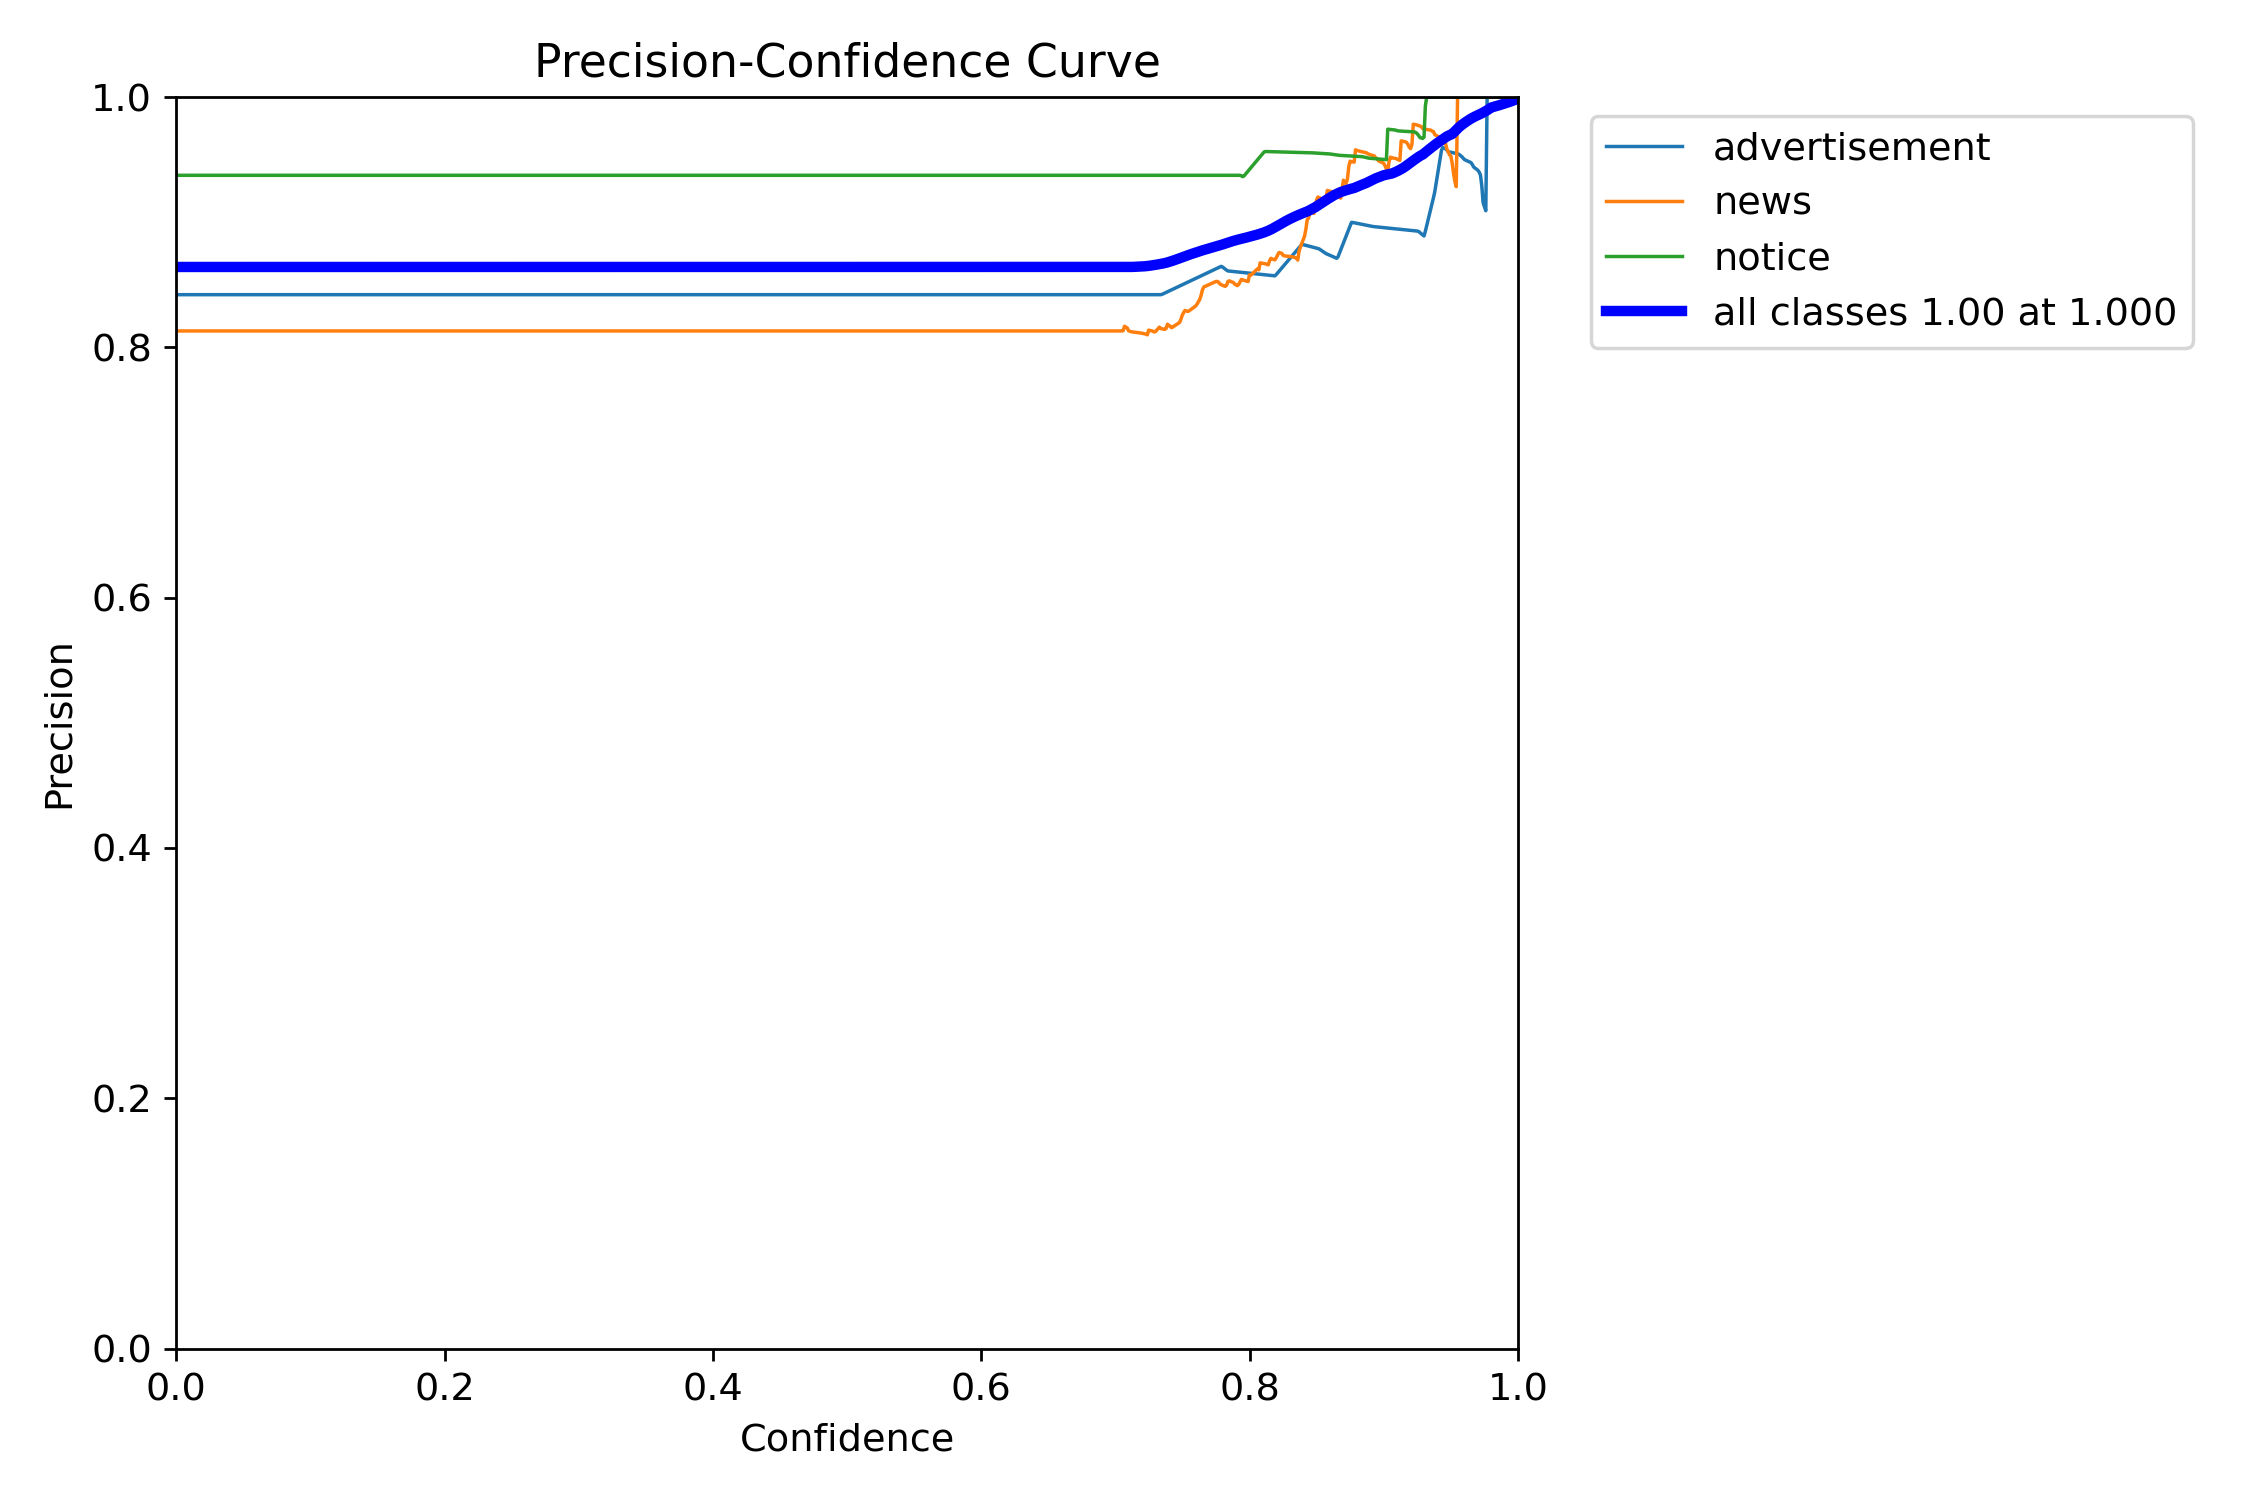 Precision-Confidence Curve
1.0
0.8
0.6
0.4
0.2
0.0
Precision
0.0 0.2 0.4 0.6 0.8 1.0
Confidence
advertisement
news
notice
all classes 1.00 at 1.000